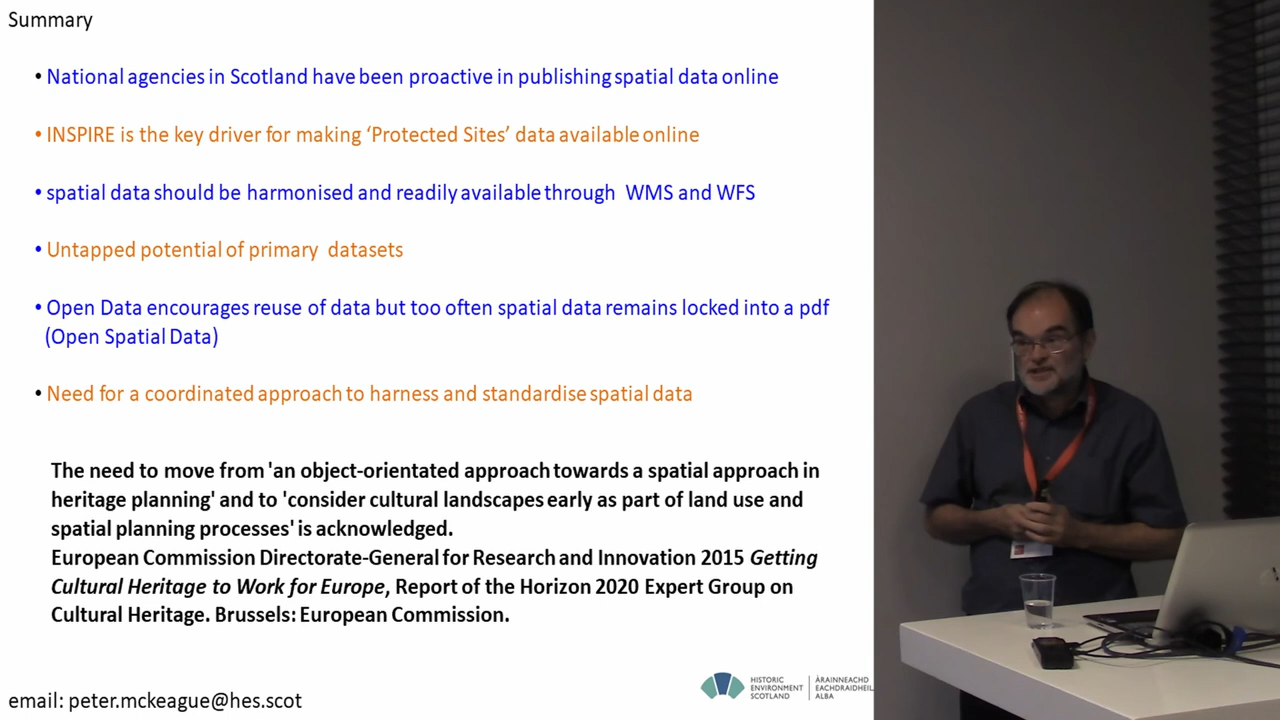 Summary
• National agencies in Scotland have been proactive in publishing spatial data online
• INSPIRE is the key driver for making ‘Protected Sites’ data available online
• spatial data should be harmonised and readily available through WMS and WFS
• Untapped potential of primary datasets
• Open Data encourages reuse of data but too often spatial data remains locked into a pdf
(Open Spatial Data)
• Need for a coordinated approach to harness and standardise spatial data
The need to move from 'an object-orientated approach towards a spatial approach in
heritage planning' and to 'consider cultural landscapes early as part of land use and
spatial planning processes' is acknowledged.
European Commission Directorate-General for Research and Innovation 2015 Getting
Cultural Heritage to Work for Europe, Report of the Horizon 2020 Expert Group on
Cultural Heritage. Brussels: European Commission.
HISTORIC
ENVIRONMENT
SCOTLAND
ÀRAINNEACHD
EACHDRAIDHEIL
ALBA
email: peter.mckeague@hes.scot